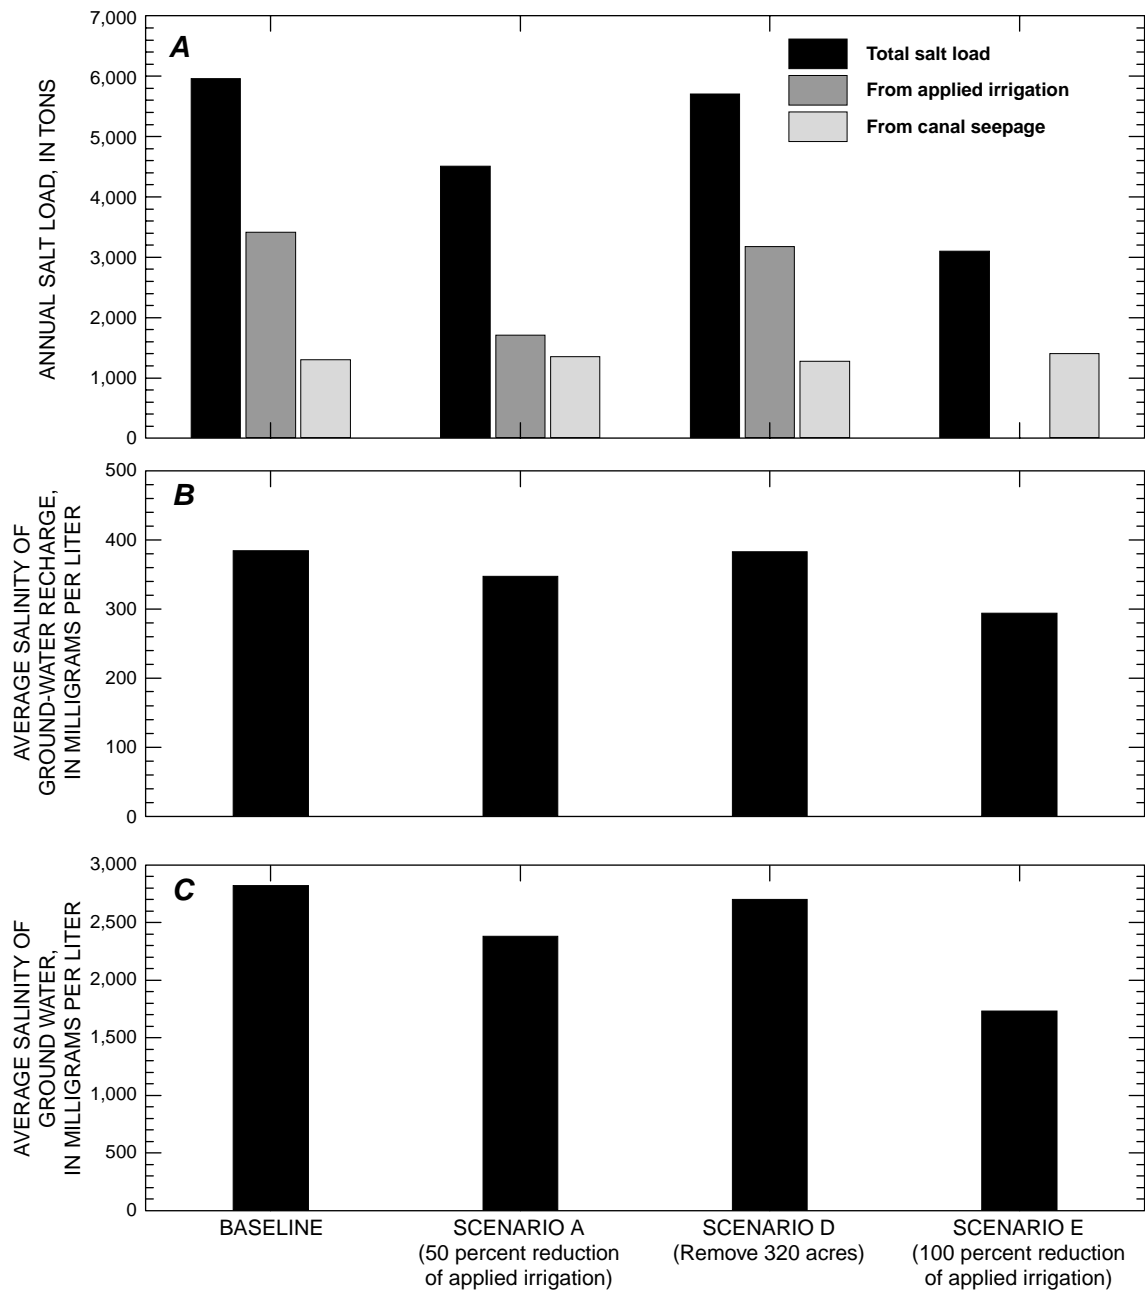 A
ANNUAL SALT LOAD, IN TONS
7,000
6,000
5,000
4,000
3,000
2,000
1,000
0
Total salt load
From applied irrigation
From canal seepage
B
AVERAGE SALINITY OF
GROUND-WATER RECHARGE,
IN MILLIGRAMS PER LITER
500
400
300
200
100
0
C
AVERAGE SALINITY OF
GROUND WATER,
IN MILLIGRAMS PER LITER
3,000
2,500
2,000
1,500
1,000
500
0
BASELINE
SCENARIO A
(50 percent reduction
of applied irrigation)
SCENARIO D
(Remove 320 acres)
SCENARIO E
(100 percent reduction
of applied irrigation)